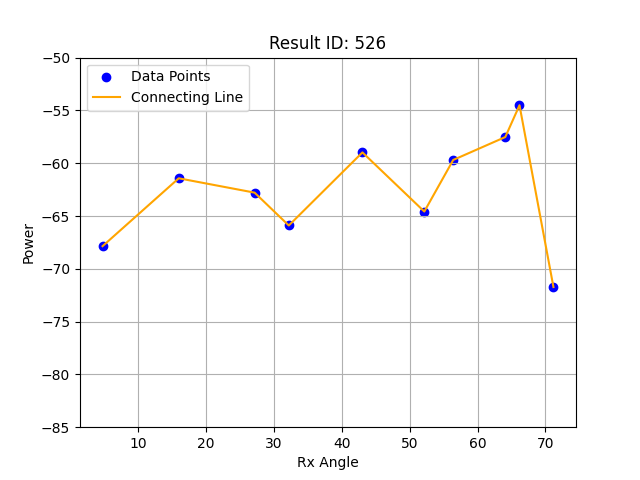 Result ID: 526
Data Points
Connecting Line
Power
−50
−55
−60
−65
−70
−75
−80
−85
10 20 30 40 50 60 70
Rx Angle